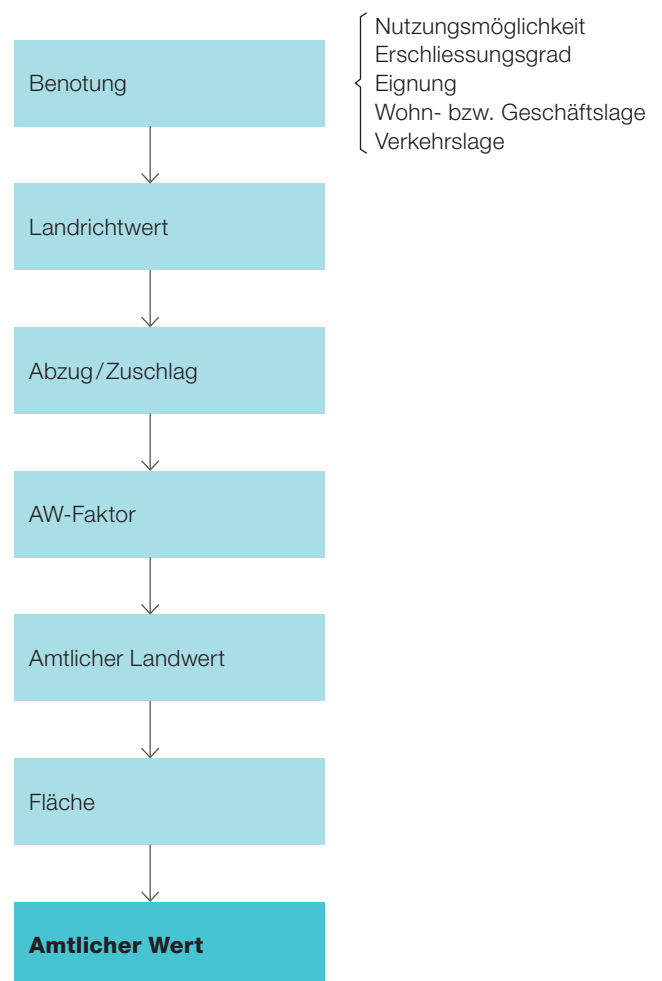 Benotung
Nutzungsmöglichkeit
Erschliessungsgrad
Eignung
Wohn- bzw. Geschäftslage
Verkehrslage
Landrichtwert
Abzug/Zuschlag
AW-Faktor
Amtlicher Landwert
Fläche
Amtlicher Wert